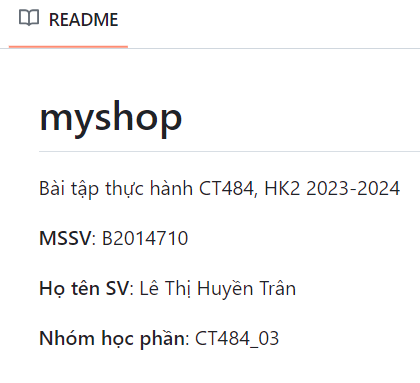 README
myshop
Bài tập thực hành CT484, HK2 2023-2024
MSSV: B2014710
Họ tên SV: Lê Thị Huyền Trân
Nhóm học phần: CT484_03